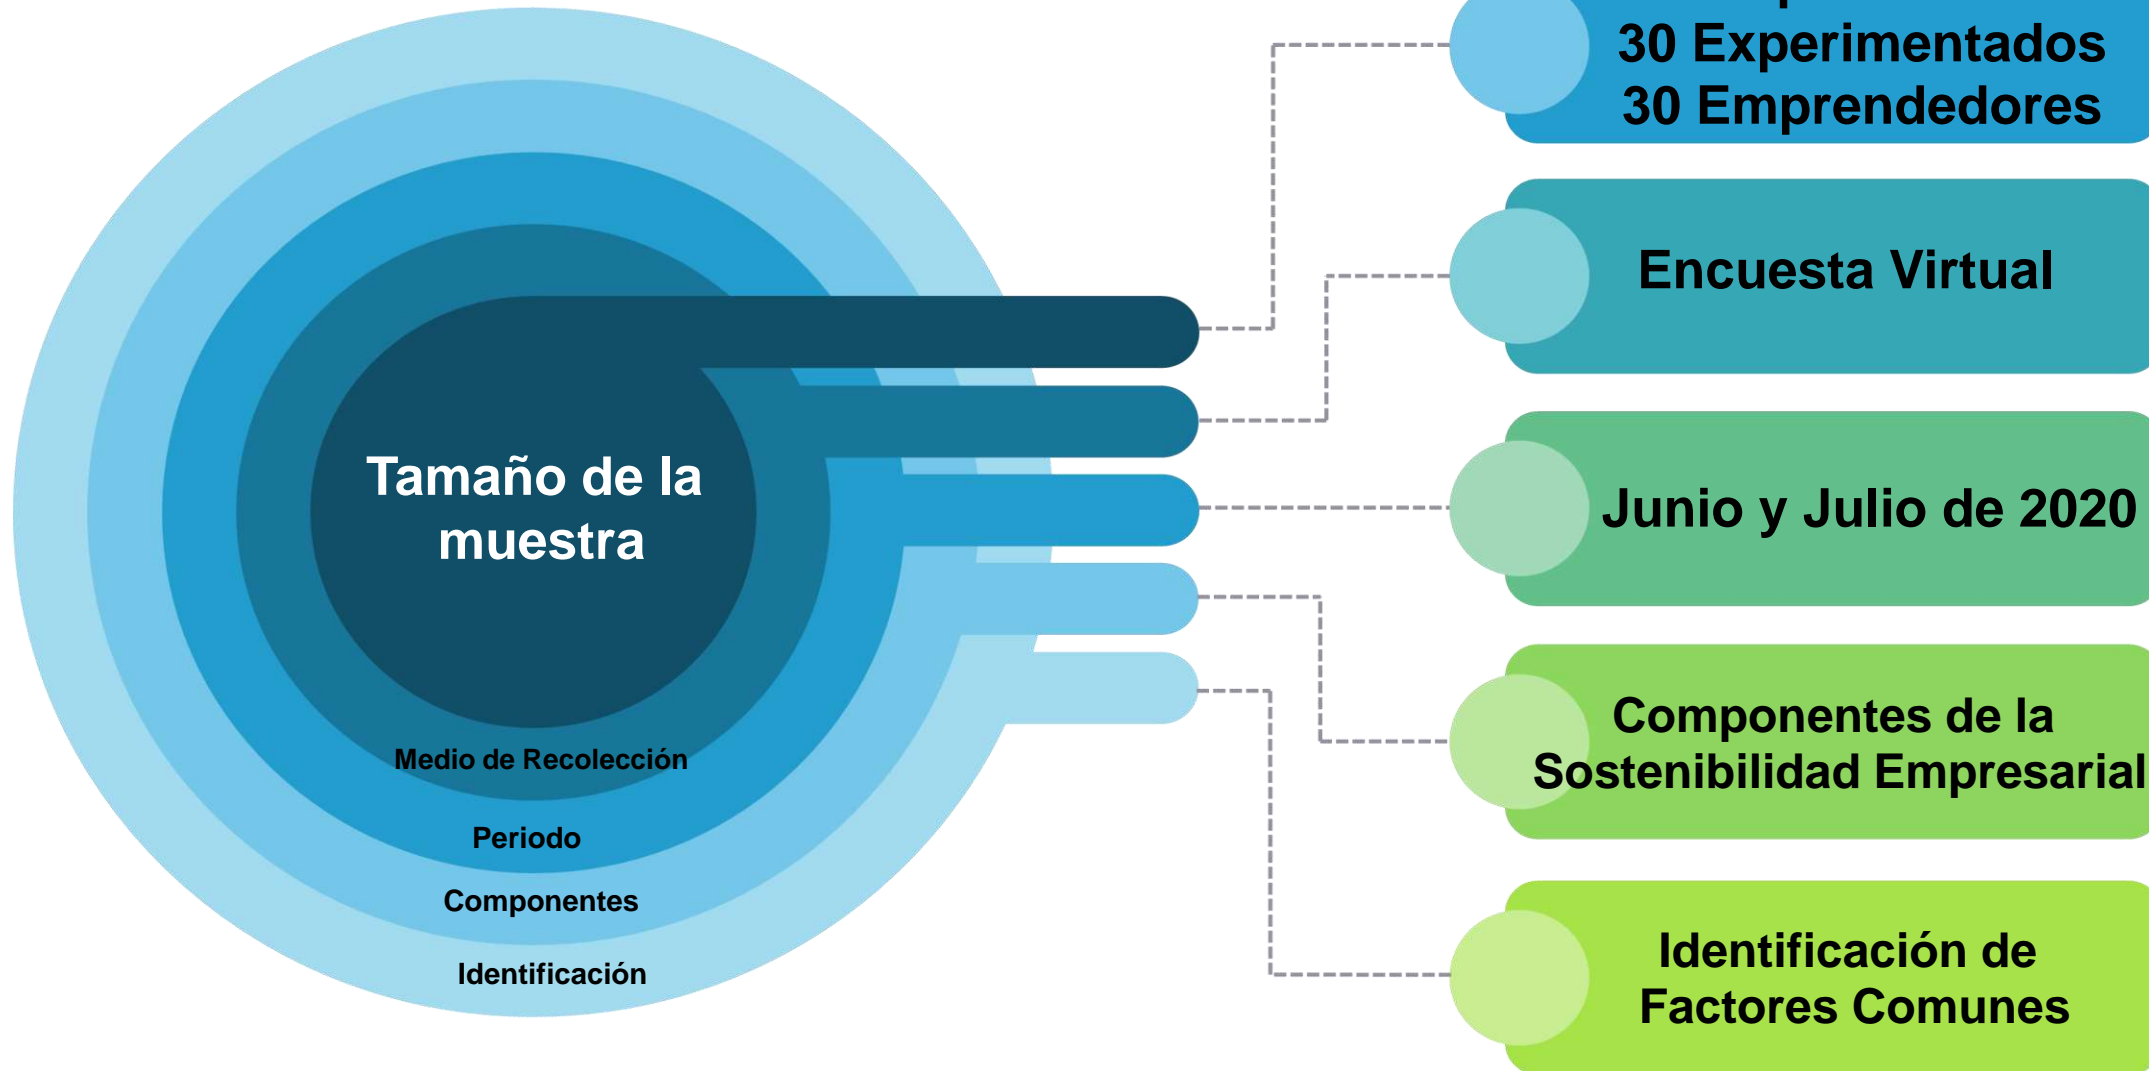 Tamaño de la
muestra
Medio de Recolección
Periodo
Componentes
Identificación
30 Experimentados
30 Emprendedores
Encuesta Virtual
Junio y Julio de 2020
Componentes de la
Sostenibilidad Empresarial
Identificación de
Factores Comunes